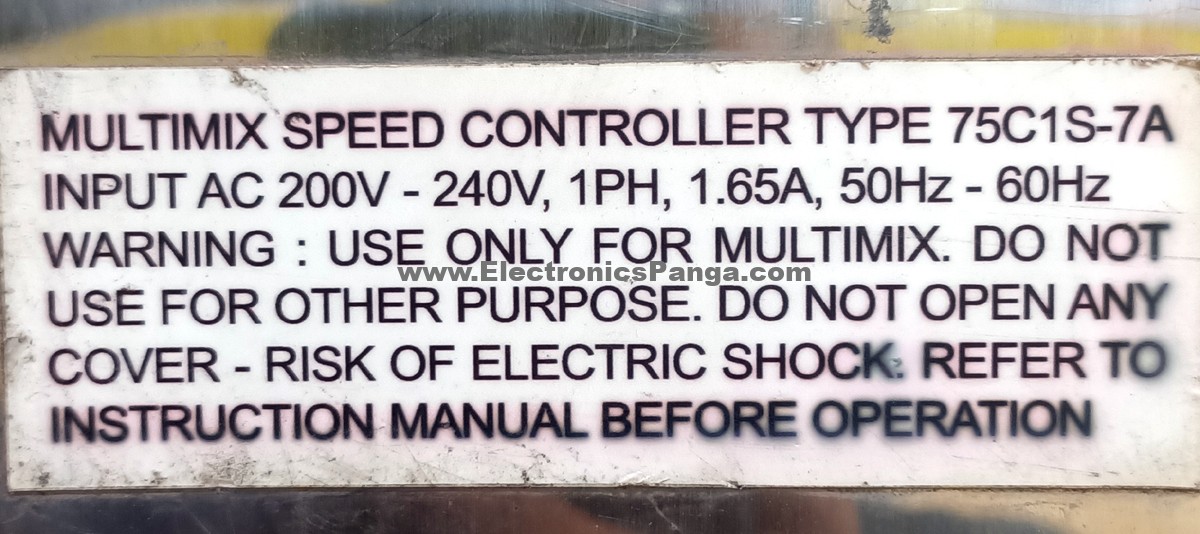 MULTIMIX SPEED CONTROLLER TYPE 75C1S-7A
INPUT AC 200V - 240V, 1PH, 1.65A, 50Hz - 60Hz
WARNING : USE ONLY FOR MULTIMIX. DO NOT
www.ElectronicsPanga.com
USE FOR OTHER PURPOSE. DO NOT OPEN ANY
COVER - RISK OF ELECTRIC SHOCK. REFER TO
INSTRUCTION MANUAL BEFORE OPERATION